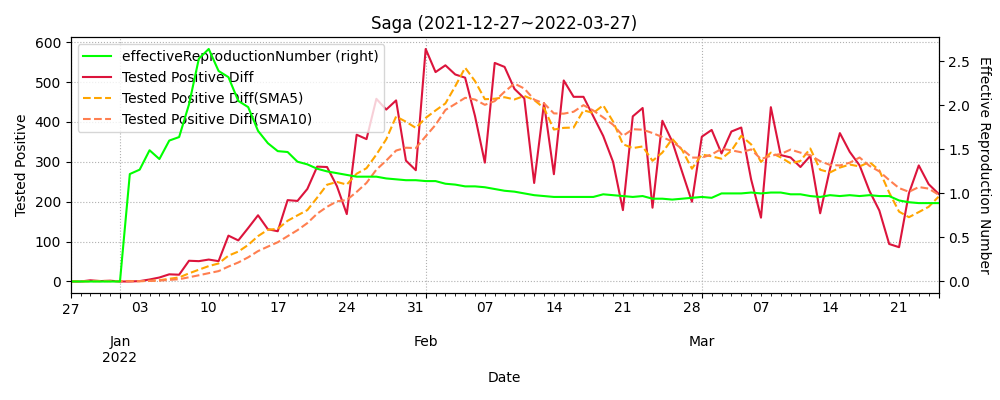 Saga (2021-12-27~2022-03-27)
effectiveReproductionNumber (right)
Tested Positive Diff
Tested Positive Diff(SMA5)
Tested Positive Diff(SMA10)
Tested Positive
600
500
400
300
200
100
0
2.5
2.0
1.5
1.0
0.5
0.0
Effective Reproduction Number
27 03 10 17 24 31 07 14 21 28 07 14 21
Jan Feb Mar
2022
Date